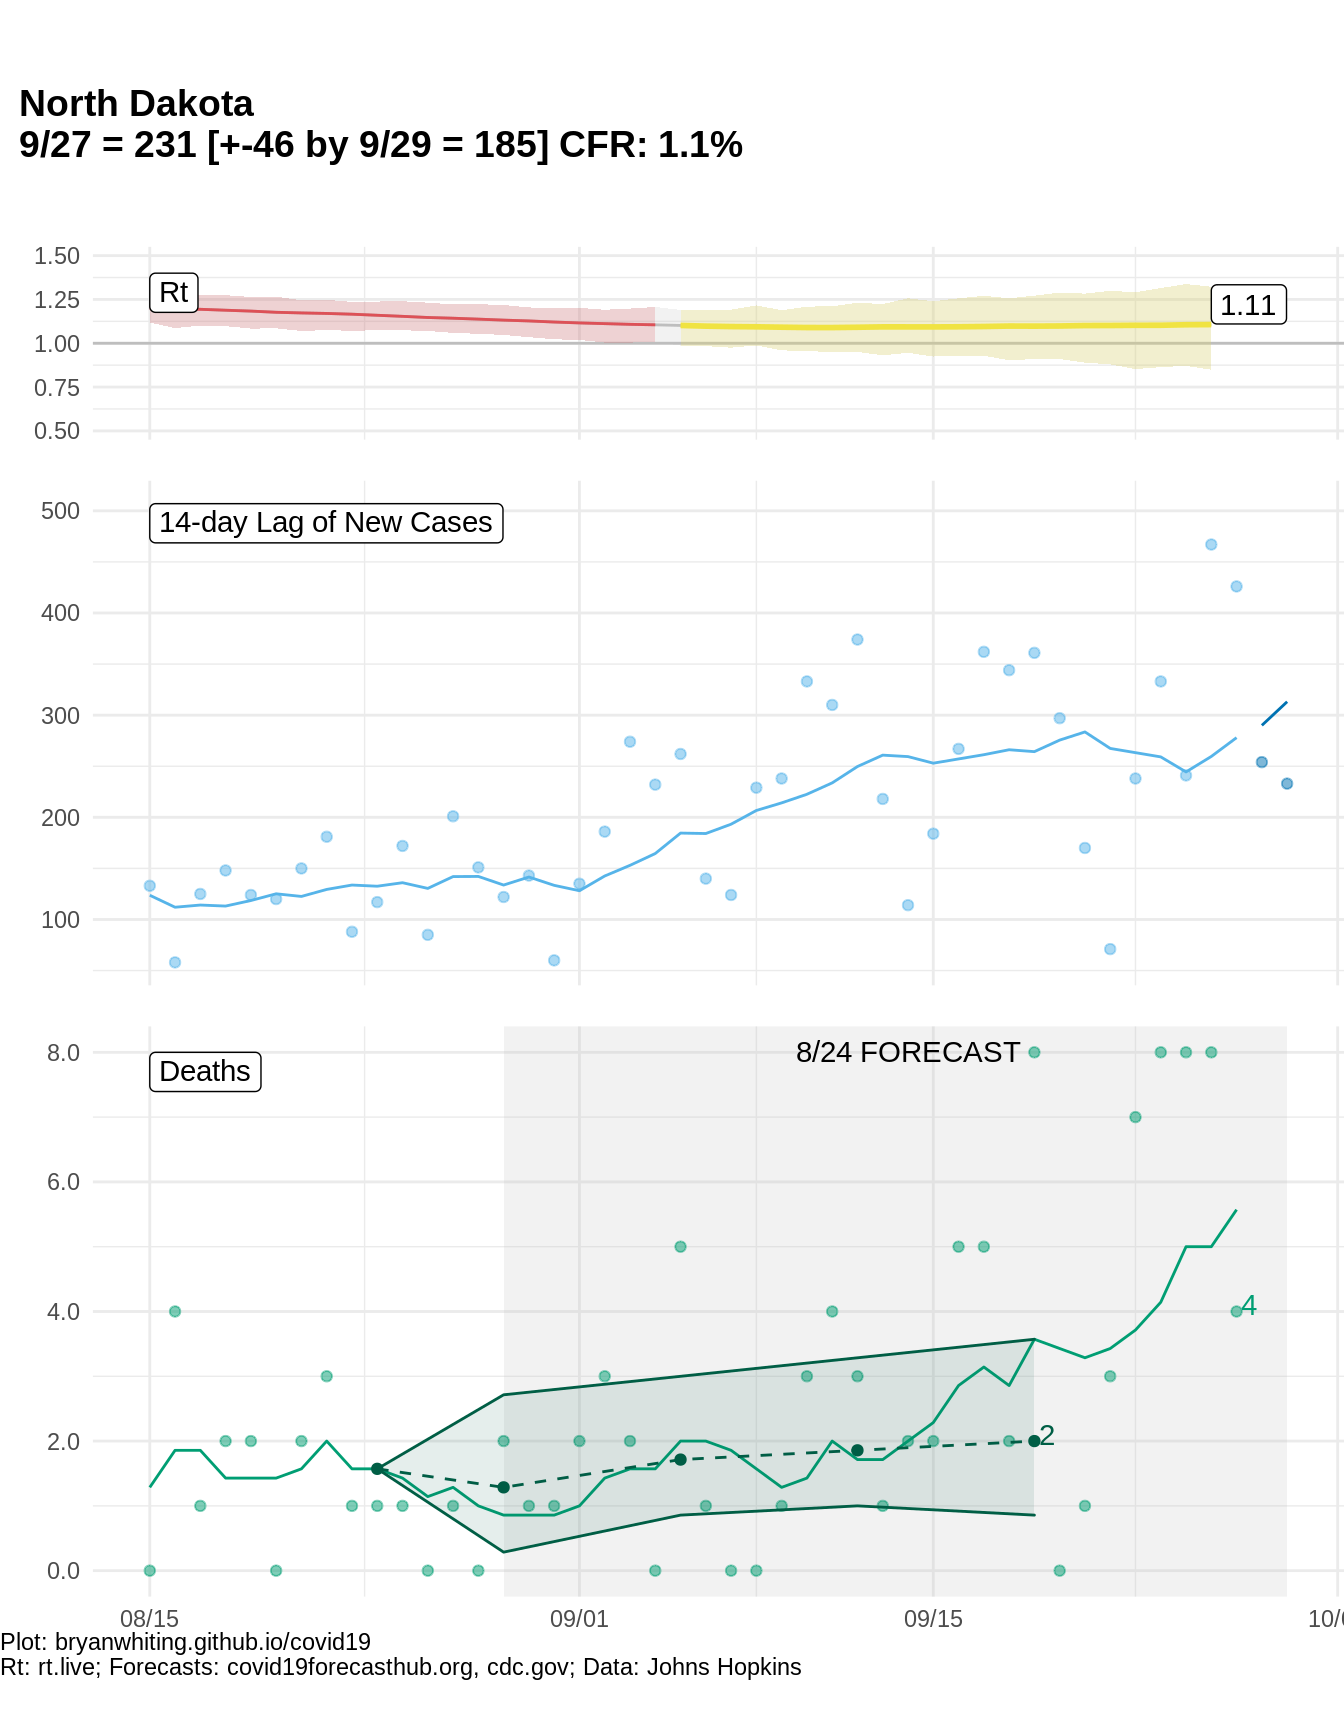 North Dakota
9/27 = 231 [+-46 by 9/29 = 185] CFR: 1.1%
1.50
Rt
1.25
1.11
1.00
0.75
0.50
500
14-day Lag of New Cases
400
300
200
100
8.0
8/24 FORECAST
Deaths
6.0
4.0
4
2.0
2
0.0
08/15
09/01
09/15
Plot: bryanwhiting.github.io/covid19
Rt: rt.live; Forecasts: covid19forecasthub.org, cdc.gov; Data: Johns Hopkins